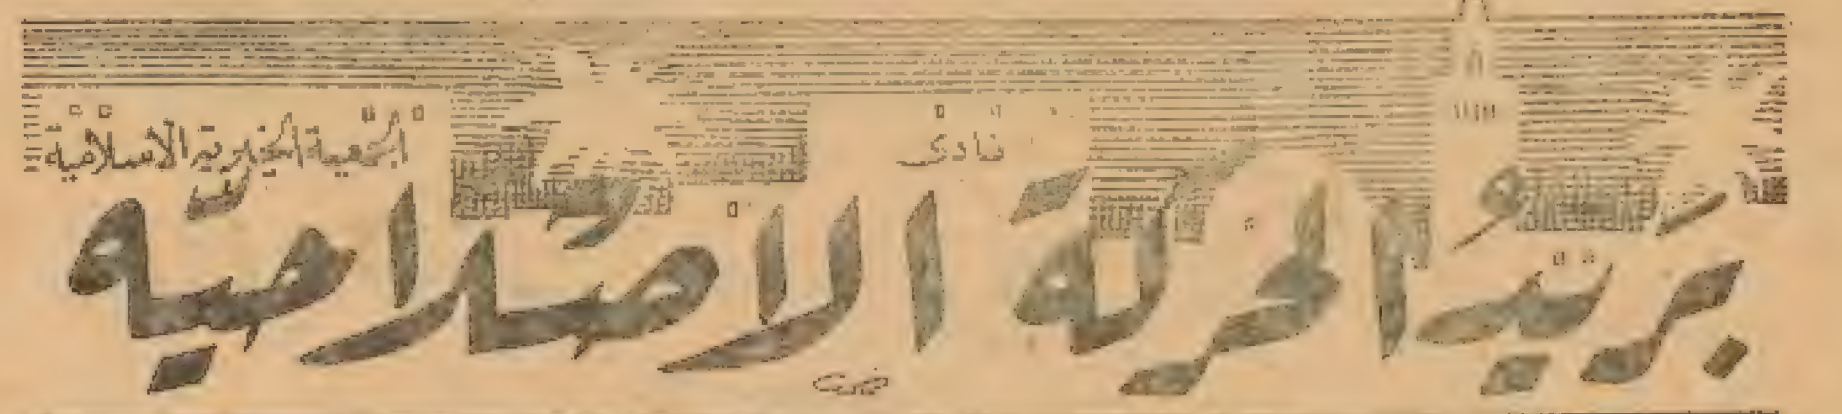 نادى
الجمعية الخيرية الاسلامية
بريد الحركة الاصلاحية